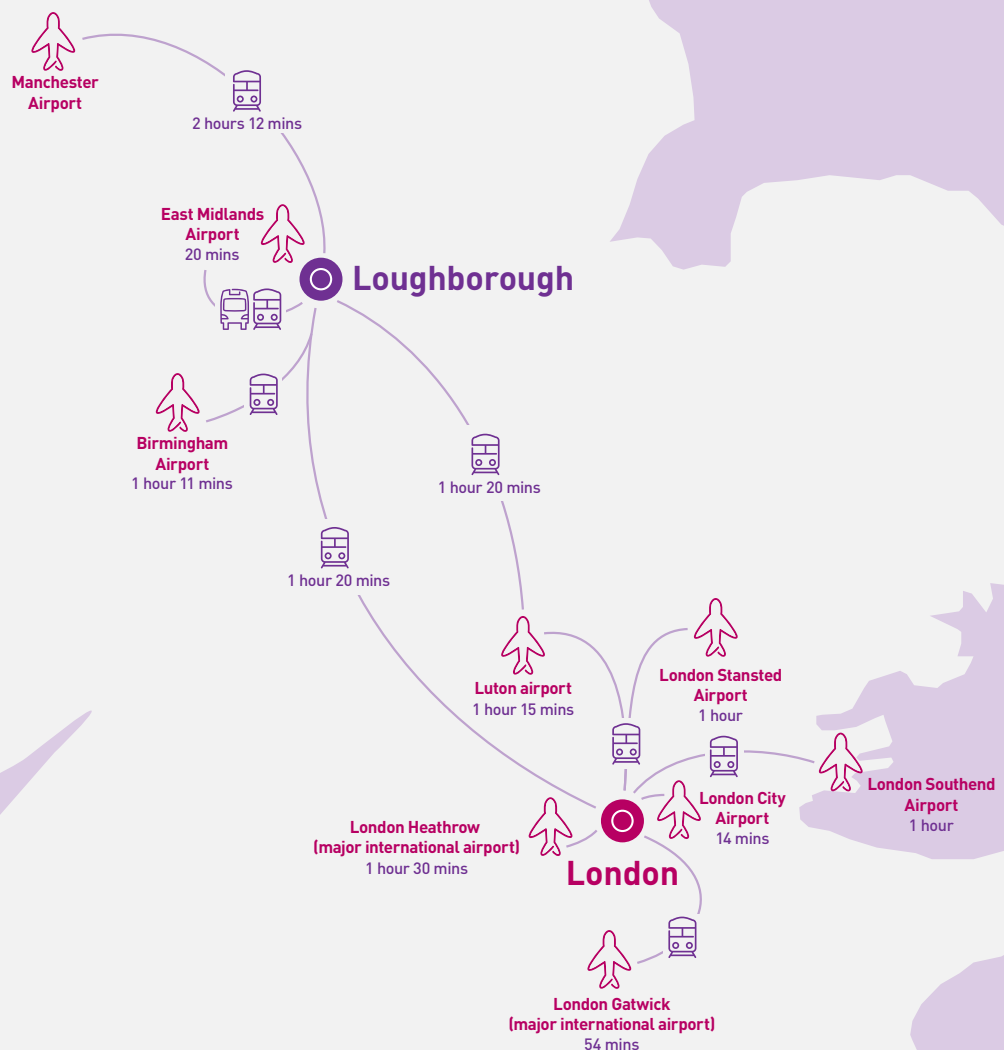 Manchester
Airport
2 hours 12 mins
East Midlands
Airport
20 mins
Loughborough
Birmingham
Airport
1 hour 11 mins
1 hour 20 mins
1 hour 20 mins
Luton airport
1 hour 15 mins
London Stansted
Airport
1 hour
London Southend
Airport
1 hour
London City
Airport
14 mins
London Heathrow
(major international airport)
1 hour 30 mins
London
London Gatwick
(major international airport)
54 mins